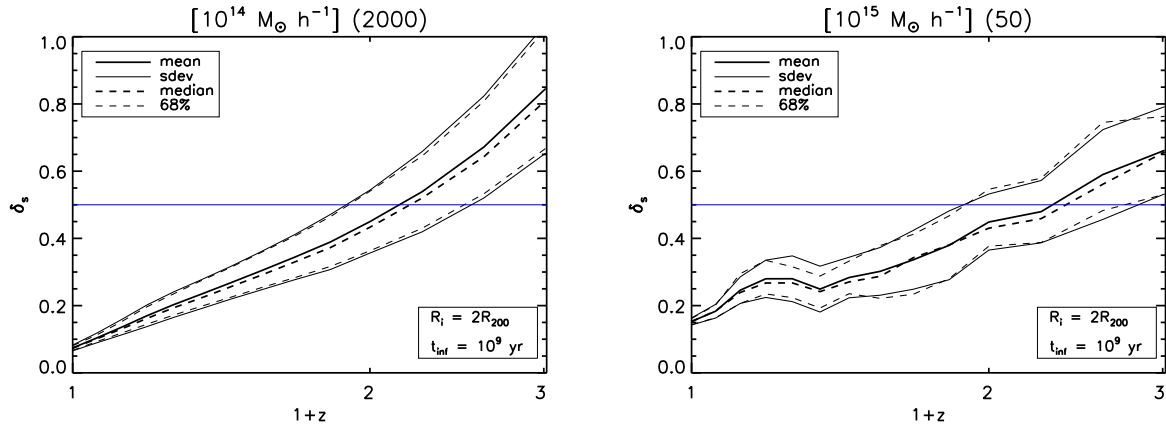 [10¹⁴ M☉ h⁻¹] (2000)
1.0
0.8
0.6
0.4
0.2
0.0
δₛ
mean
sdev
median
68%
Rᵢ = 2R₂₀₀
t_inf = 10⁹ yr
1 2 3
1+z
[10¹⁵ M☉ h⁻¹] (50)
1.0
0.8
0.6
0.4
0.2
0.0
δₛ
mean
sdev
median
68%
Rᵢ = 2R₂₀₀
t_inf = 10⁹ yr
1 2 3
1+z